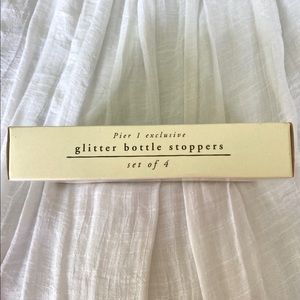 Pier 1 exclusive
glitter bottle stoppers
set of 4